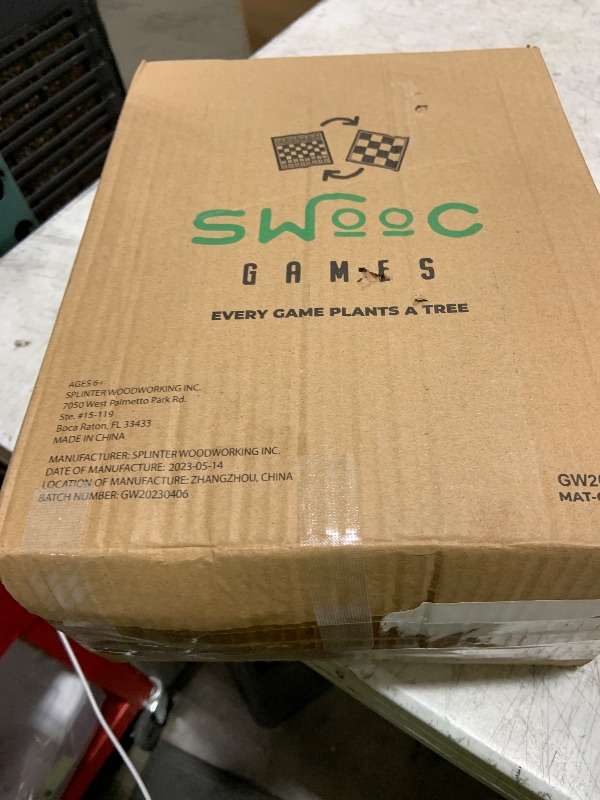 SWOOC
GAMES
EVERY GAME PLANTS A TREE
AGES 6+
SPLINTER WOODWORKING INC.
7050 West Palmetto Park Rd.
Ste. #15-119
Boca Raton, FL 33433
MADE IN CHINA
MANUFACTURER: SPLINTER WOODWORKING INC.
DATE OF MANUFACTURE: 2023-05-14
LOCATION OF MANUFACTURE: ZHANGZHOU, CHINA
BATCH NUMBER: GW20230406